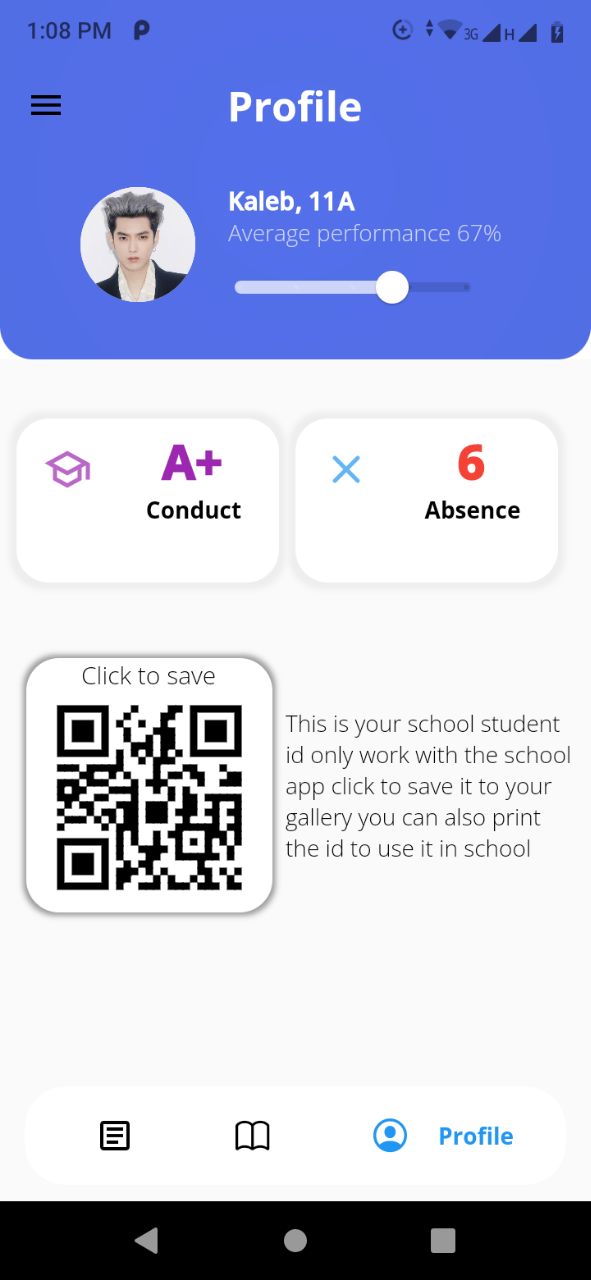 1:08 PM
3G H
Profile
Kaleb, 11A
Average performance 67%
A+
Conduct
6
Absence
Click to save
This is your school student
id only work with the school
app click to save it to your
gallery you can also print
the id to use it in school
Profile